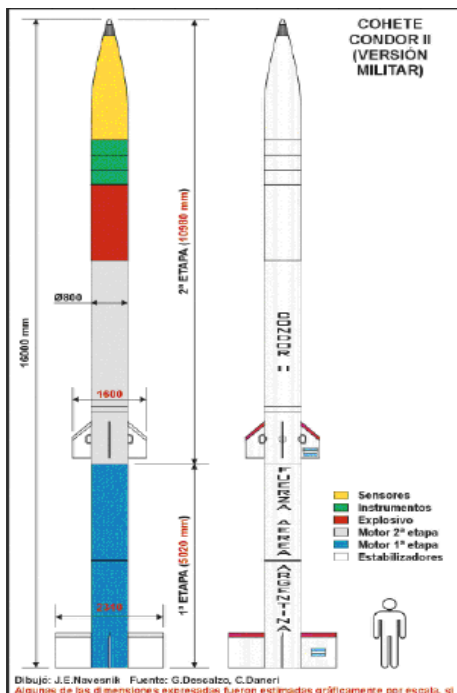 COHETE
CONDOR II
(VERSIÓN
MILITAR)
16000 mm
2ª ETAPA (10980 mm)
Ø800
1600
1ª ETAPA (5020 mm)
CONDOR II
FUERZA AEREA ARGENTINA
Sensores
Instrumentos
Explosivo
Motor 2ª etapa
Motor 1ª etapa
Estabilizadores
Dibujó: J.E.Navesnik Fuente: G.Descalzo, C.Daneri
Algunas de las dimensiones expresadas fueron estimadas gráficamente por escala, si